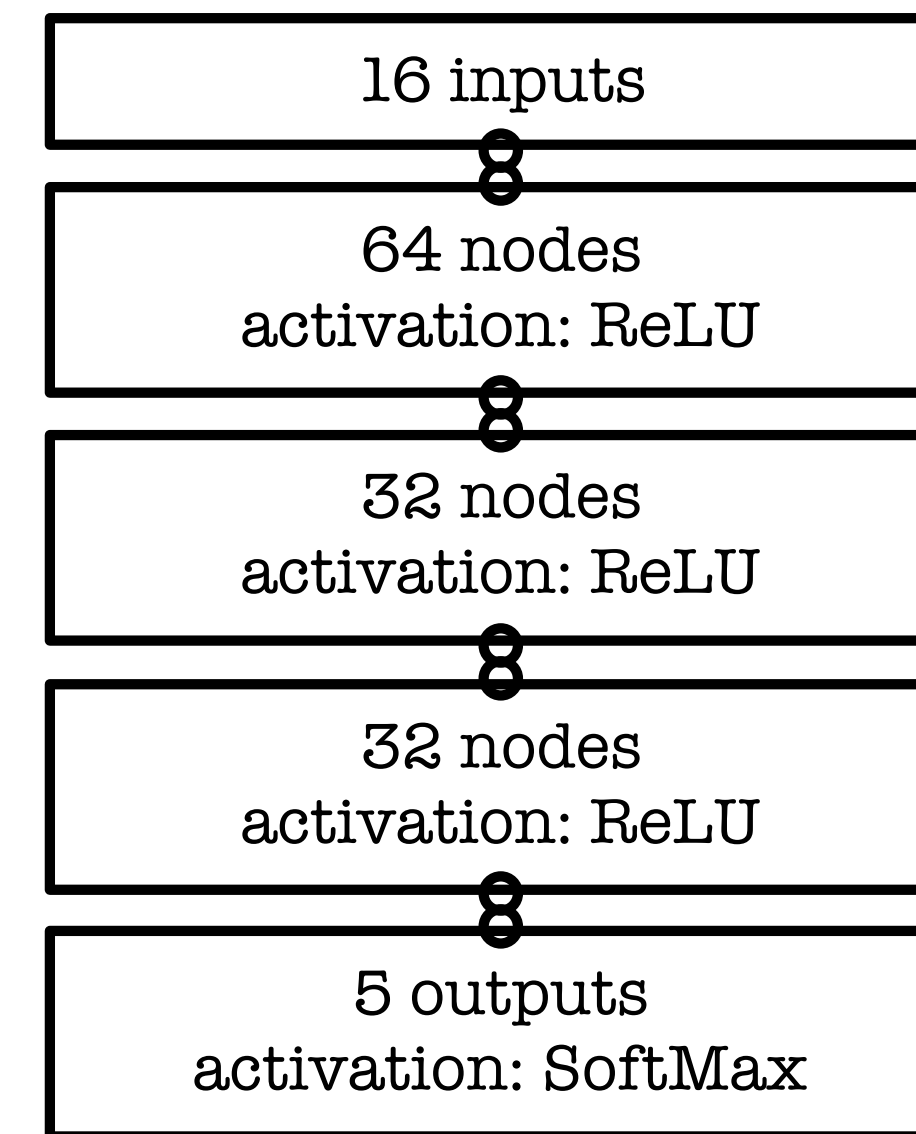 16 inputs
64 nodes
activation: ReLU
32 nodes
activation: ReLU
32 nodes
activation: ReLU
5 outputs
activation: SoftMax